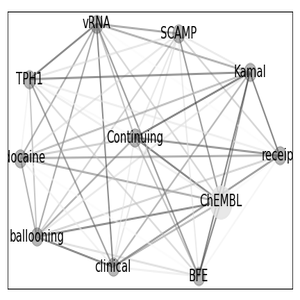 vRNA
SCAMP
TPH1
Kamal
Continuing
locaine
receip
ChEMBL
ballooning
clinical
BFE